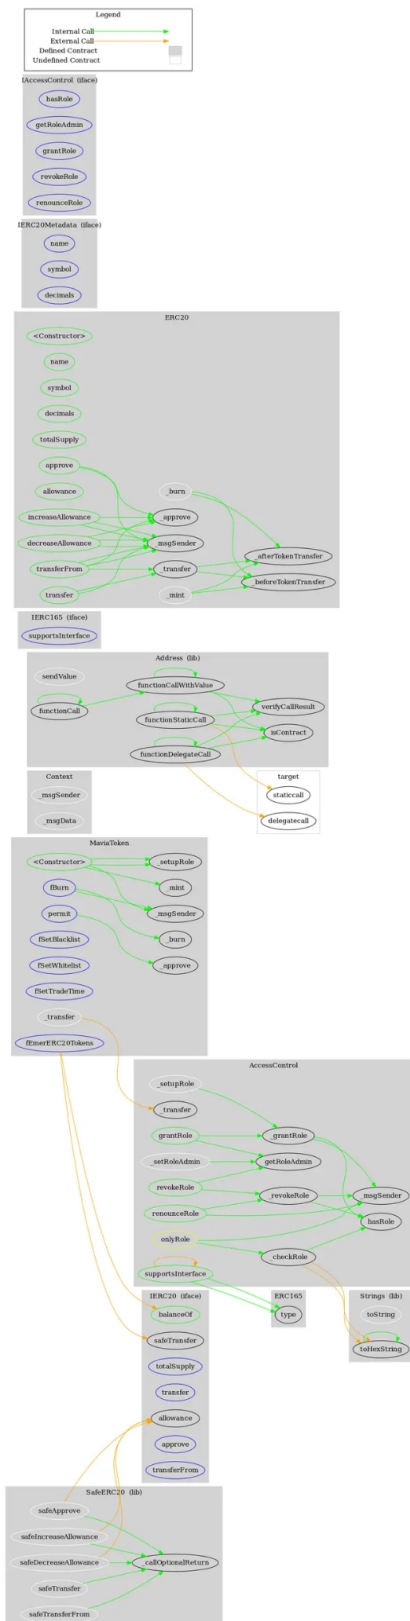 Legend
Internal Call
External Call
Defined Contract
Undefined Contract
IAccessControl (iface)
hasRole
getRoleAdmin
grantRole
revokeRole
renounceRole
IERC20Metadata (iface)
name
symbol
decimals
ERC20
<Constructor>
name
symbol
decimals
totalSupply
approve
allowance
_burn
increaseAllowance
_approve
decreaseAllowance
_msgSender
_afterTokenTransfer
transferFrom
_transfer
_beforeTokenTransfer
transfer
_mint
IERC165 (iface)
supportsInterface
Address (lib)
sendValue
functionCallWithValue
functionCall
verifyCallResult
functionStaticCall
isContract
functionDelegateCall
Context
target
_msgSender
staticcall
_msgData
delegatecall
MaviaToken
<Constructor>
_setupRole
fBurn
_mint
permit
_msgSender
fSetBlacklist
_burn
fSetWhitelist
_approve
fSetTradeTime
_transfer
fEmerERC20Tokens
AccessControl
_setupRole
_transfer
grantRole
_grantRole
_setRoleAdmin
getRoleAdmin
revokeRole
_revokeRole
_msgSender
renounceRole
hasRole
onlyRole
_checkRole
supportsInterface
IERC20 (iface)
ERC165
Strings (lib)
balanceOf
type
toString
safeTransfer
toHexString
totalSupply
transfer
allowance
approve
transferFrom
SafeERC20 (lib)
safeApprove
safeIncreaseAllowance
safeDecreaseAllowance
_callOptionalReturn
safeTransfer
safeTransferFrom